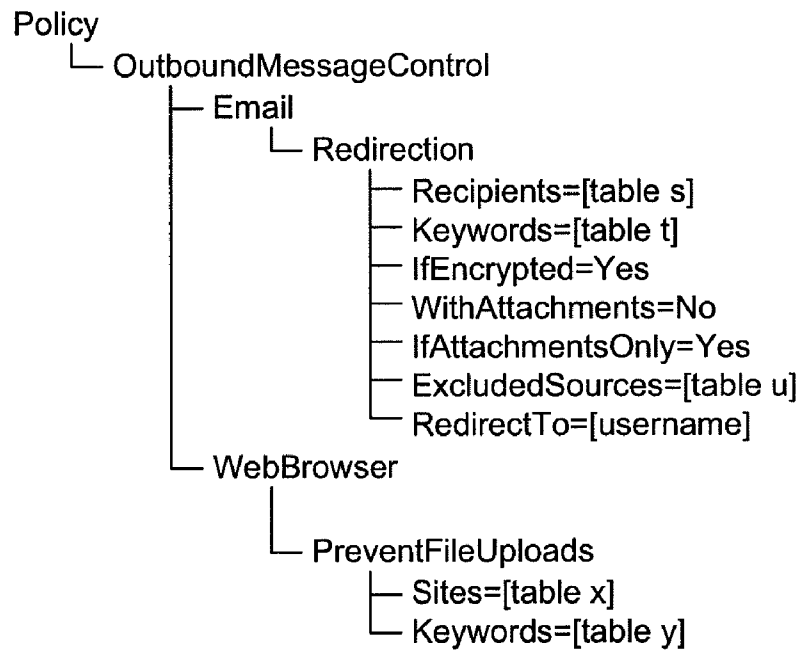 Policy
OutboundMessageControl
Email
Redirection
Recipients=[table s]
Keywords=[table t]
IfEncrypted=Yes
WithAttachments=No
IfAttachmentsOnly=Yes
ExcludedSources=[table u]
RedirectTo=[username]
WebBrowser
PreventFileUploads
Sites=[table x]
Keywords=[table y]